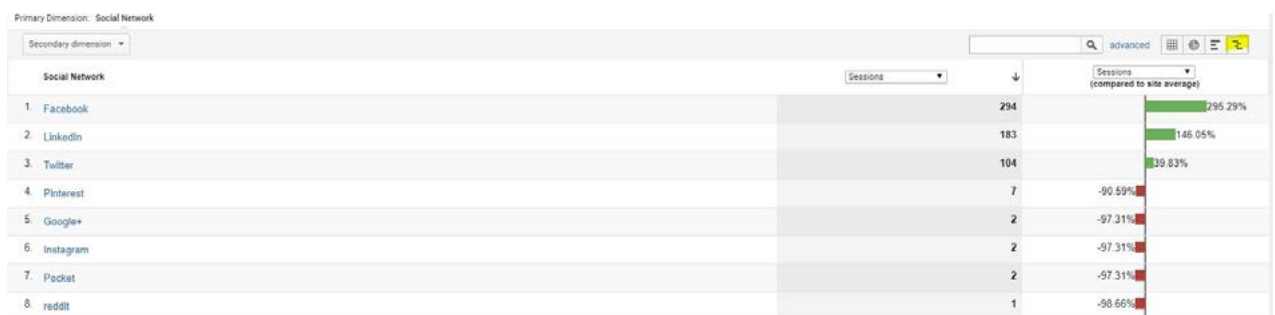 Primary Dimension: Social Network
Secondary dimension advanced
Social Network Sessions Sessions
(compared to site average)
1. Facebook 294 295.29%
2. LinkedIn 183 146.05%
3. Twitter 104 39.83%
4. Pinterest 7 -90.59%
5. Google+ 2 -97.31%
6. Instagram 2 -97.31%
7. Pocket 2 -97.31%
8. reddit 1 -98.66%